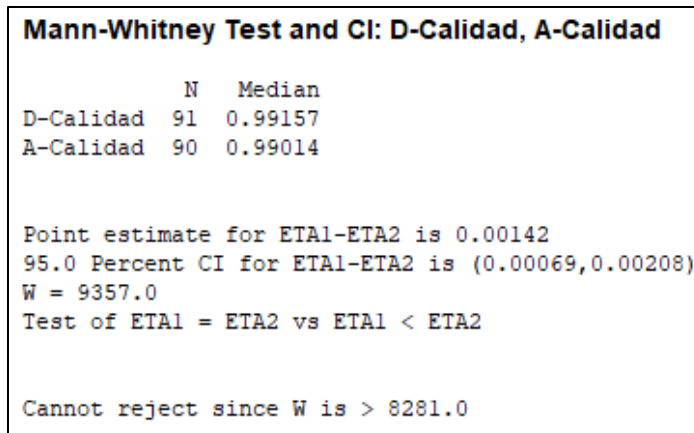 Mann-Whitney Test and CI: D-Calidad, A-Calidad
N Median
D-Calidad 91 0.99157
A-Calidad 90 0.99014
Point estimate for ETA1-ETA2 is 0.00142
95.0 Percent CI for ETA1-ETA2 is (0.00069,0.00208)
W = 9357.0
Test of ETA1 = ETA2 vs ETA1 < ETA2
Cannot reject since W is > 8281.0